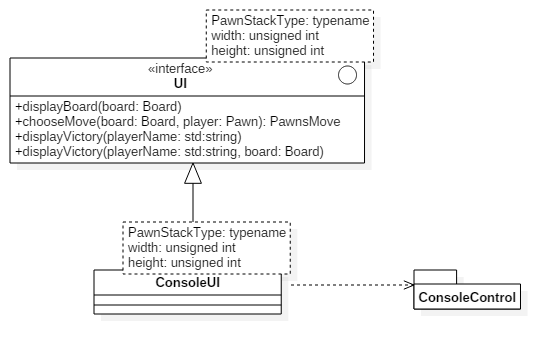 PawnStackType: typename
width: unsigned int
height: unsigned int
«interface»
UI
+displayBoard(board: Board)
+chooseMove(board: Board, player: Pawn): PawnsMove
+displayVictory(playerName: std:string)
+displayVictory(playerName: std:string, board: Board)
PawnStackType: typename
width: unsigned int
height: unsigned int
ConsoleUI
ConsoleControl